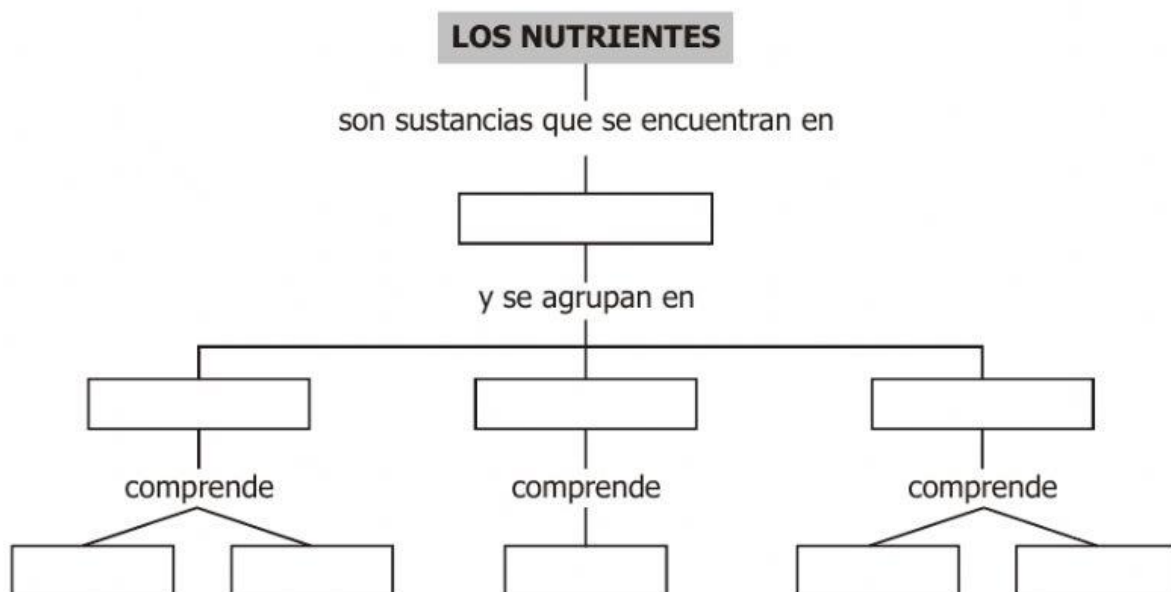 LOS NUTRIENTES
son sustancias que se encuentran en
y se agrupan en
comprende
comprende
comprende